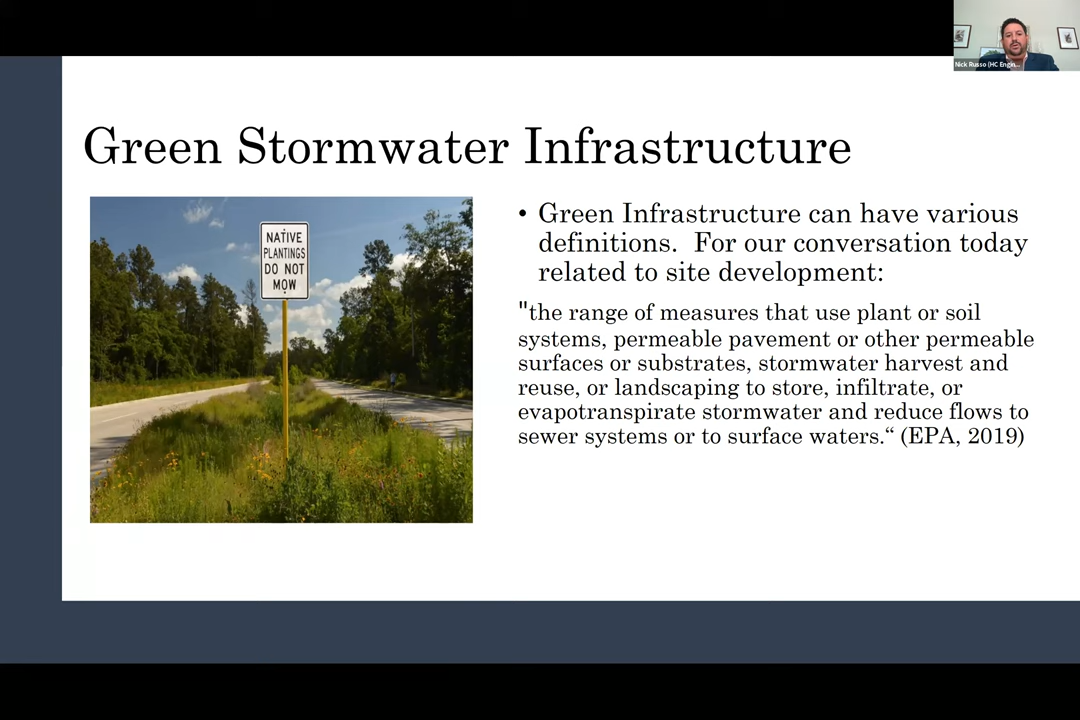 Nick Russo (HC Engin...
Green Stormwater Infrastructure
NATIVE
PLANTINGS
DO NOT
MOW
• Green Infrastructure can have various
definitions.  For our conversation today
related to site development:
"the range of measures that use plant or soil
systems, permeable pavement or other permeable
surfaces or substrates, stormwater harvest and
reuse, or landscaping to store, infiltrate, or
evapotranspirate stormwater and reduce flows to
sewer systems or to surface waters.“ (EPA, 2019)